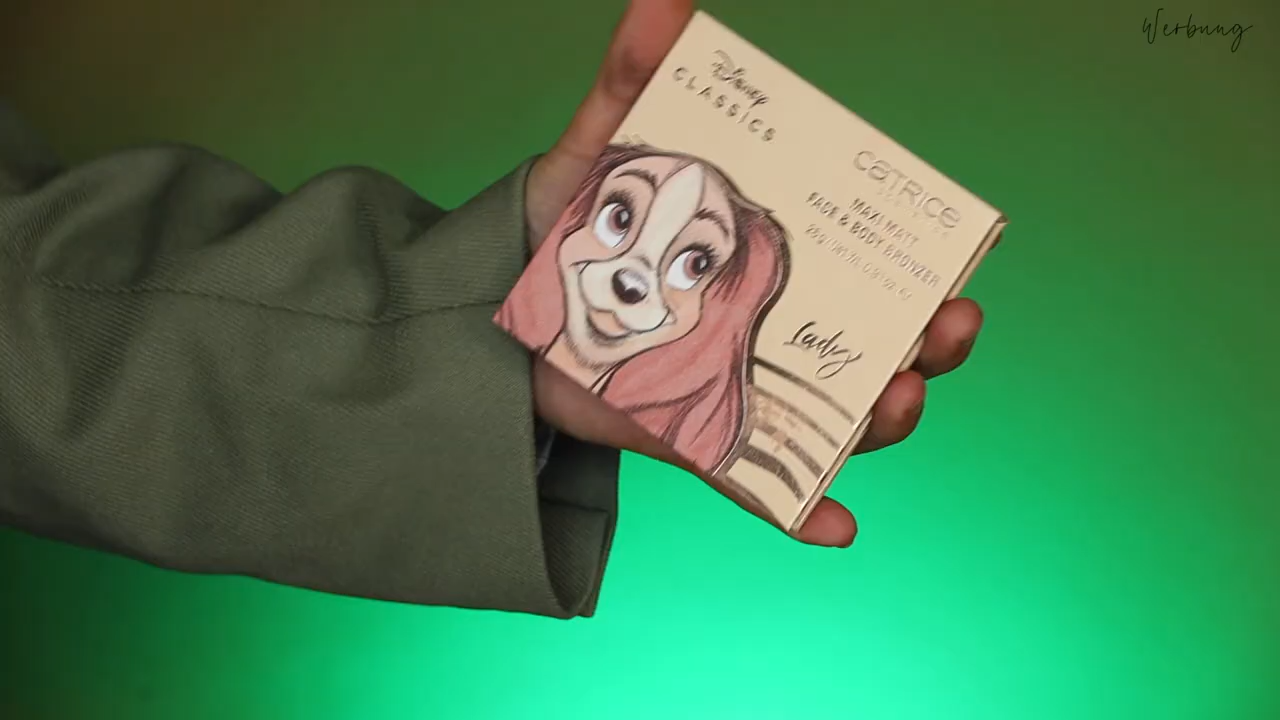 Werbung
Disney
CLASSICS
CATRICE
MAXI MATT
FACE & BODY BRONZER
Lady